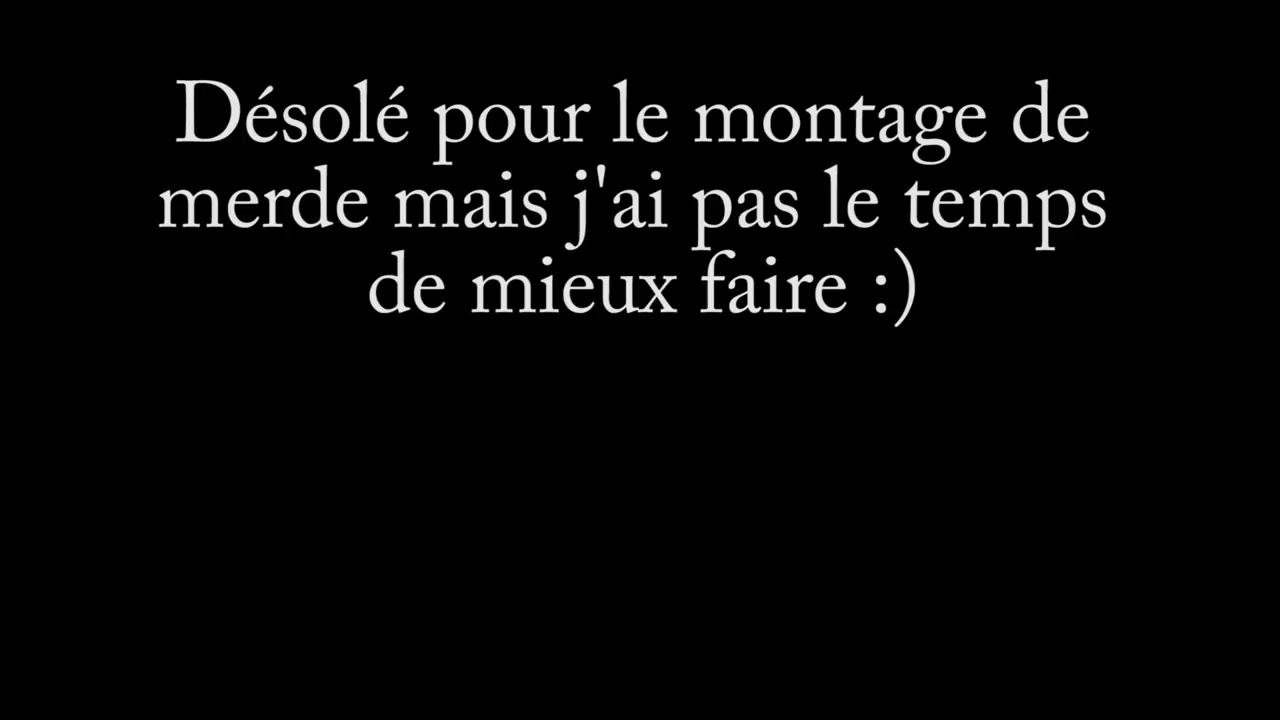 Désolé pour le montage de
merde mais j'ai pas le temps
de mieux faire :)